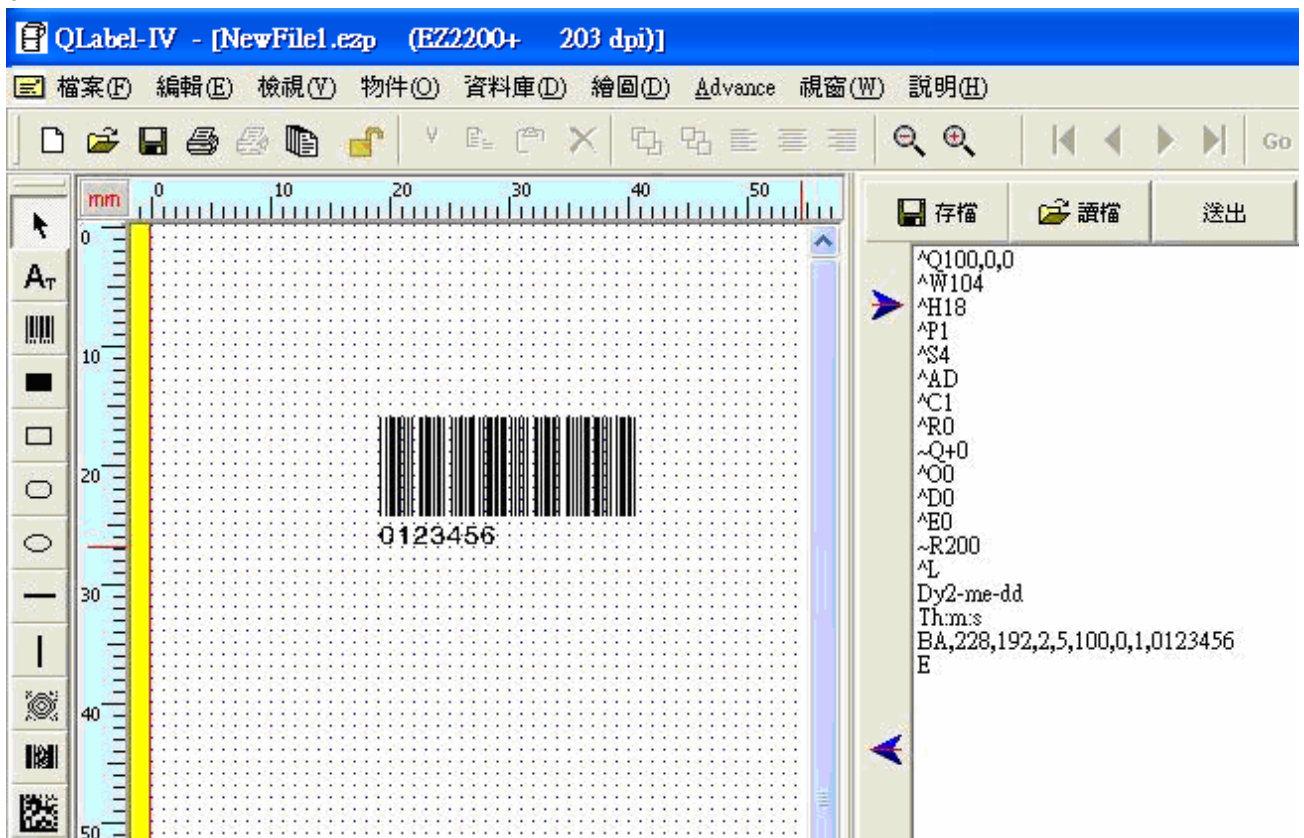 QLabel-IV - [NewFile1.ezp (EZ2200+ 203 dpi)]
檔案(F) 編輯(E) 檢視(V) 物件(O) 資料庫(D) 繪圖(D) Advance 視窗(W) 說明(H)
Go
mm 0 10 20 30 40 50
存檔 讀檔 送出
0
10
20
30
40
50
AT
0123456
^Q100,0,0
^W104
^H18
^P1
^S4
^AD
^C1
^R0
~Q+0
^O0
^D0
^E0
~R200
^L
Dy2-me-dd
Th:m:s
BA,228,192,2,5,100,0,1,0123456
E